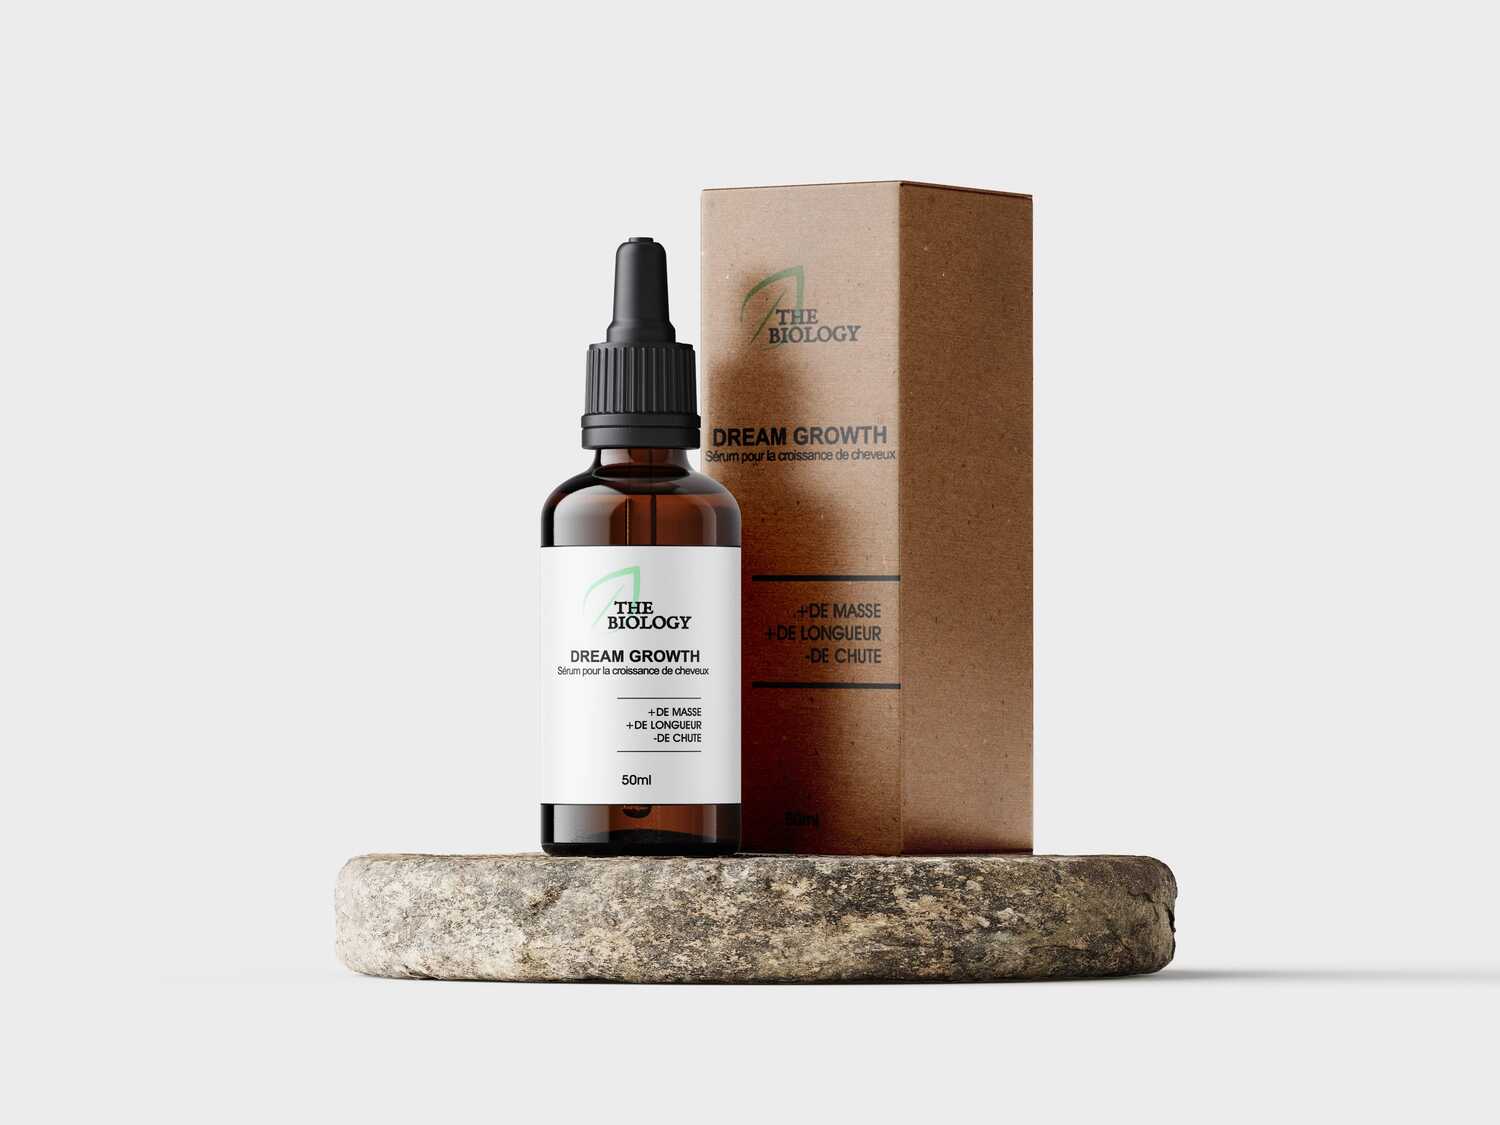 THE
BIOLOGY
DREAM GROWTH
Sérum pour la croissance de cheveux
+DE MASSE
+DE LONGUEUR
-DE CHUTE
50ml
THE
BIOLOGY
DREAM GROWTH
Sérum pour la croissance de cheveux
+DE MASSE
+DE LONGUEUR
-DE CHUTE
50ml